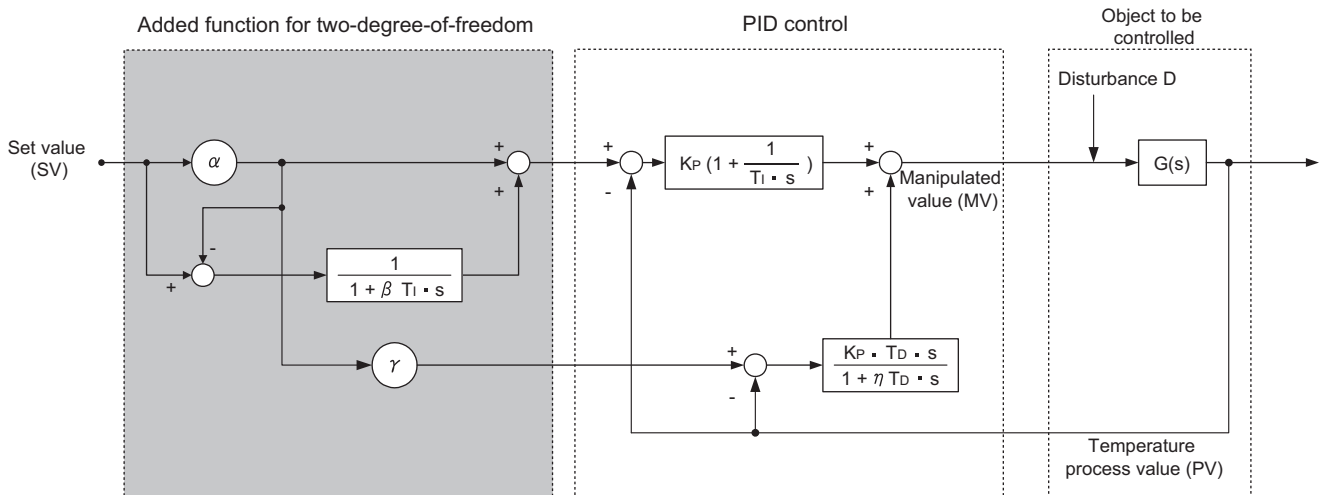 Added function for two-degree-of-freedom
PID control
Object to be
controlled
Disturbance D
Set value
(SV)
α
+
+
+
-
KP (1 + 1 / TI・s )
+
+
Manipulated
value (MV)
G(s)
-
+
1
1 + β TI・s
γ
+
-
KP・TD・s
1 + η TD・s
Temperature
process value (PV)